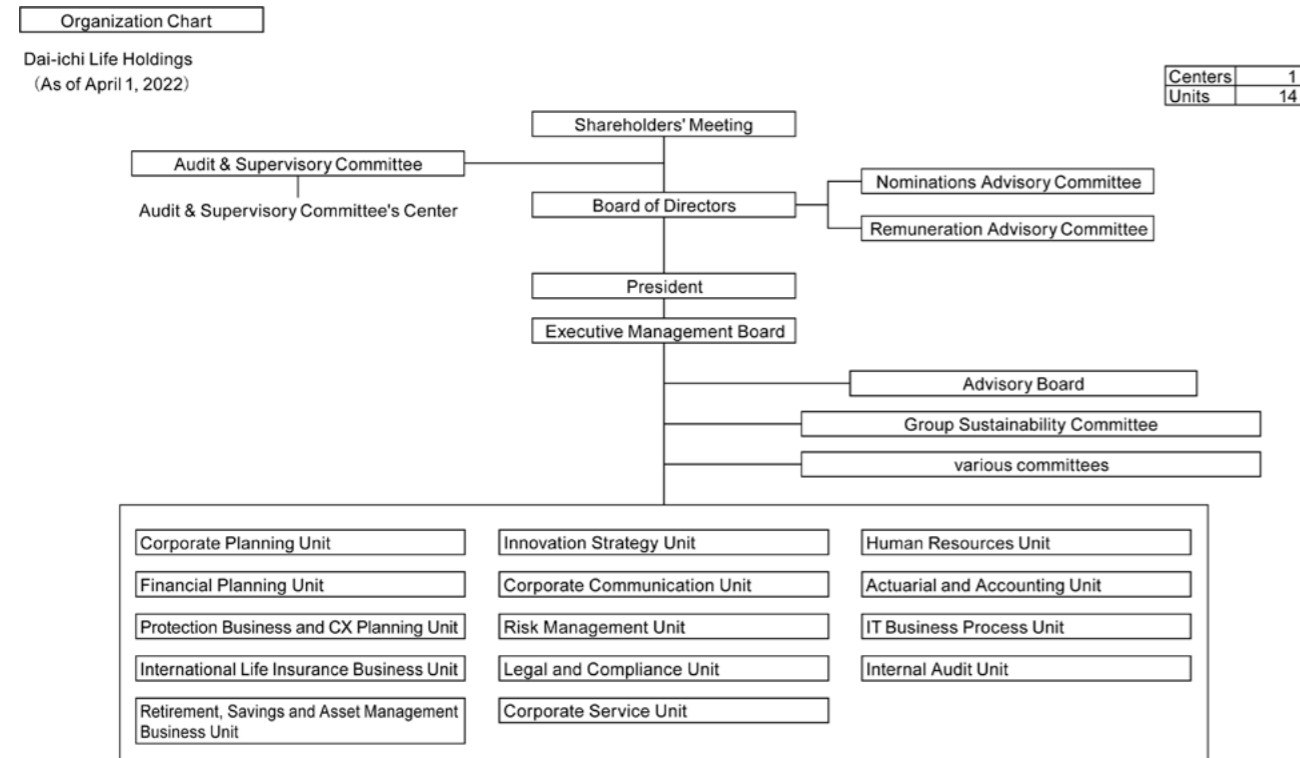 Organization Chart
Dai-ichi Life Holdings
（As of April 1, 2022）
Centers 1
Units 14
Shareholders' Meeting
Audit & Supervisory Committee
Audit & Supervisory Committee's Center
Board of Directors
Nominations Advisory Committee
Remuneration Advisory Committee
President
Executive Management Board
Advisory Board
Group Sustainability Committee
various committees
Corporate Planning Unit
Innovation Strategy Unit
Human Resources Unit
Financial Planning Unit
Corporate Communication Unit
Actuarial and Accounting Unit
Protection Business and CX Planning Unit
Risk Management Unit
IT Business Process Unit
International Life Insurance Business Unit
Legal and Compliance Unit
Internal Audit Unit
Retirement, Savings and Asset Management
Business Unit
Corporate Service Unit